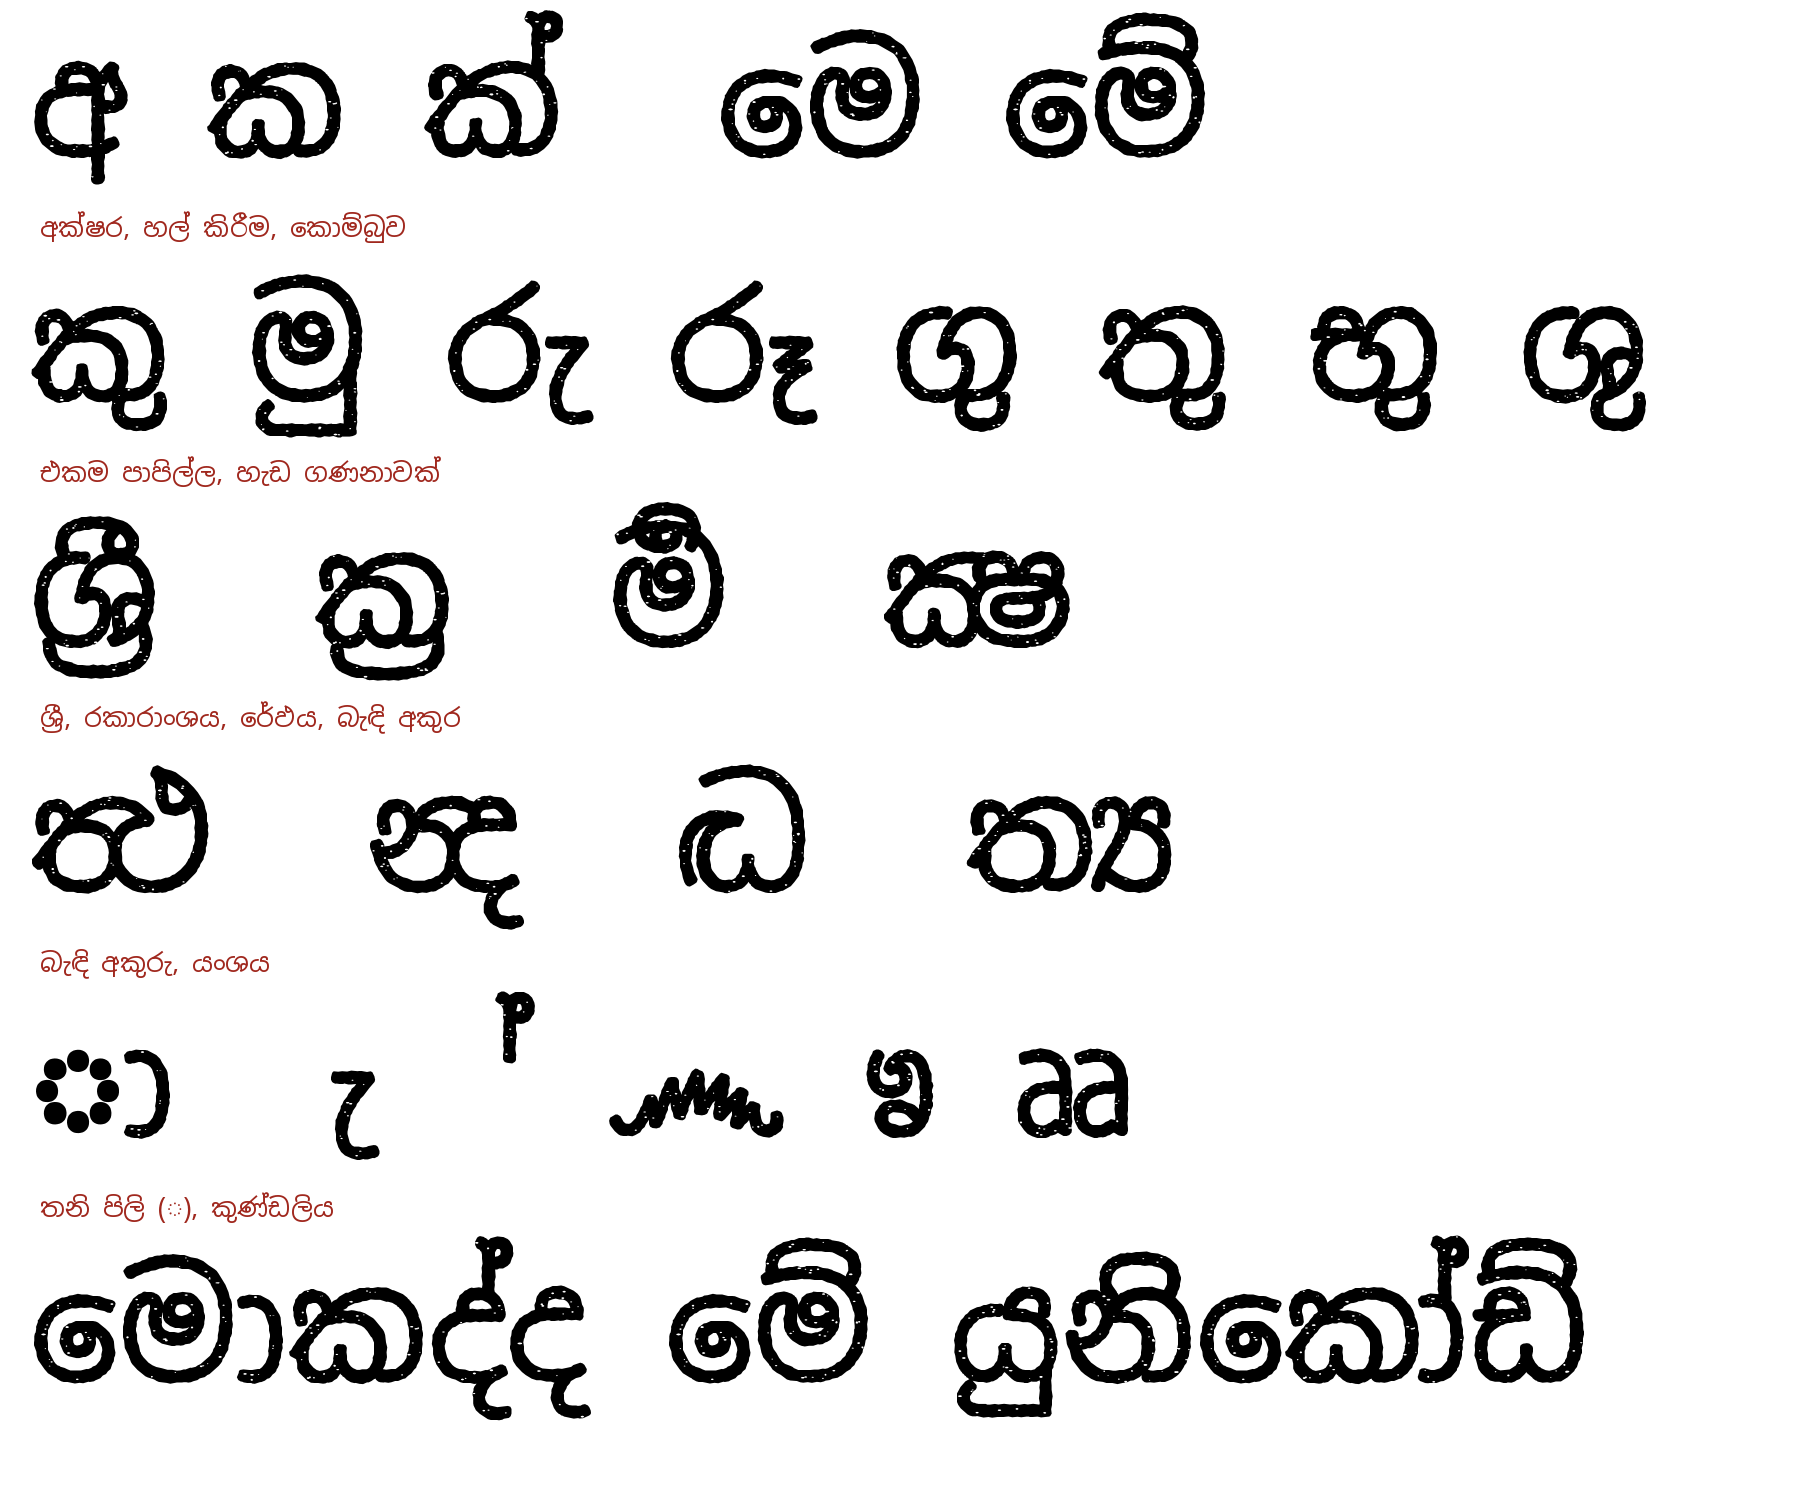 අ ක ක් මෙ මේ
අක්ෂර, හල් කිරීම, කොම්බුව
කු මු රු රූ ගු තු භු ශු
එකම පාපිල්ල, හැඩ ගණනාවක්
ශ්‍රී ක්‍ර ර්‍ම ක්‍ෂ
ශ්‍රී, රකාරාංශය, රේඵය, බැඳි අකුර
ත්‍ථ න්‍ද ද්‍ධ ත්‍ය
බැඳි අකුරු, යංශය
◌ා ැ ් ෴ ඎ
තනි පිලි (◌), කුණ්ඩලිය
මොකද්ද මේ යුනිකෝඩ්